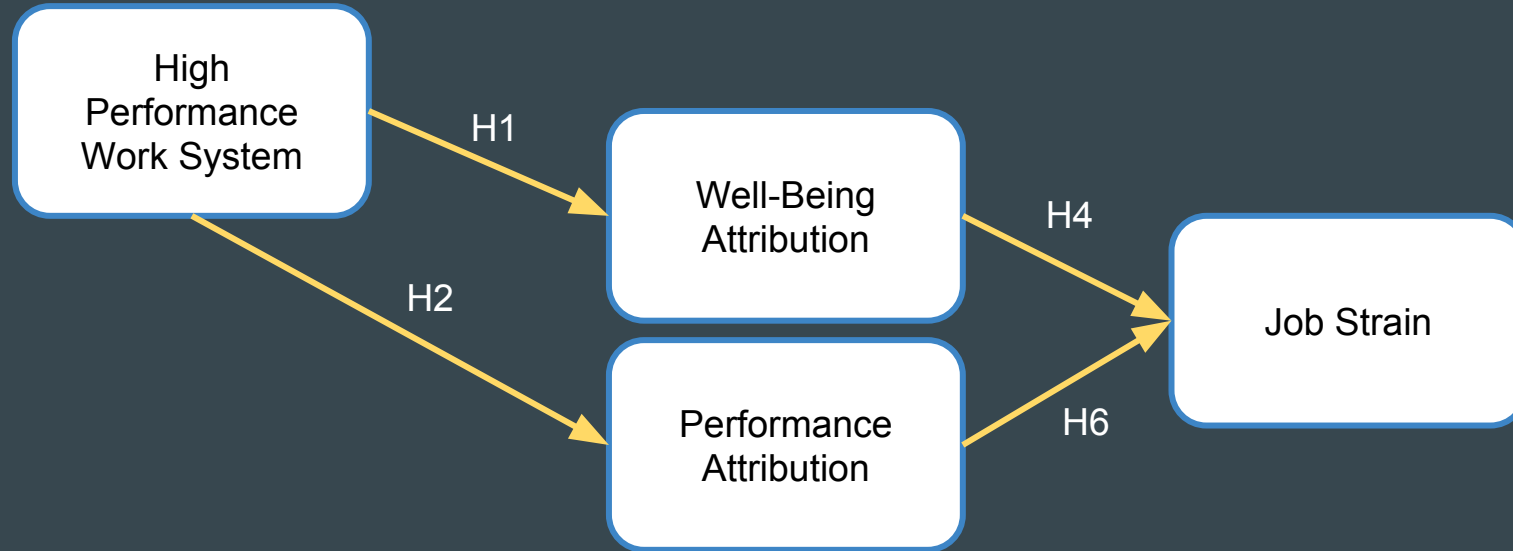 High
Performance
Work System
H1
Well-Being
Attribution
H4
H2
Job Strain
Performance
Attribution
H6